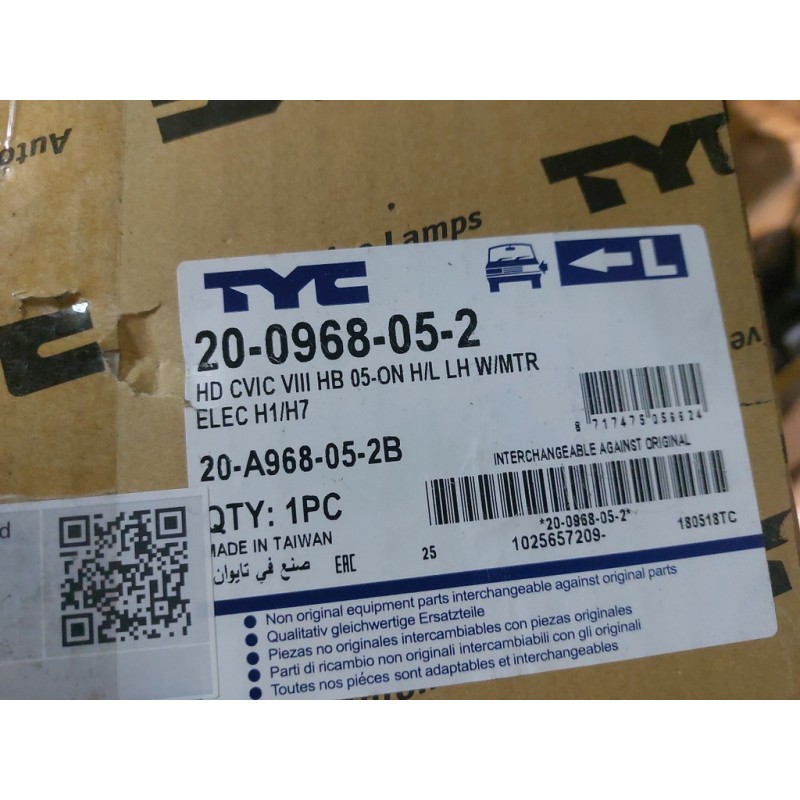 Auto
TYC
Lamps
TYC
L
20-0968-05-2
HD CVIC VIII HB 05-ON H/L LH W/MTR
ELEC H1/H7
8 717475 056624
20-A968-05-2B
INTERCHANGEABLE AGAINST ORIGINAL
QTY: 1PC
*20-0968-05-2*
180518TC
MADE IN TAIWAN
25
1025657209-
صنع في تايوان
EAC
Non original equipment parts interchangeable against original parts
Qualitativ gleichwertige Ersatzteile
Piezas no originales intercambiables con piezas originales
Parti di ricambio non originali intercambiabili con gli originali
Toutes nos piéces sont adaptables et interchangeables